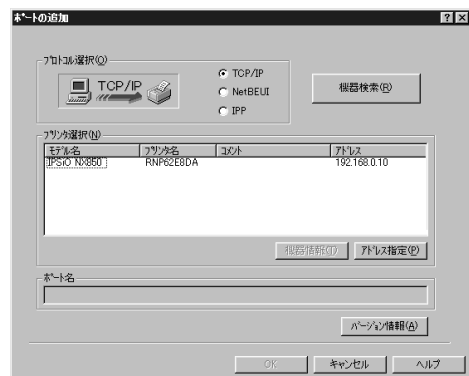 ﾎﾟｰﾄの追加
ﾌﾟﾛﾄｺﾙ選択(O)
TCP/IP
TCP/IP
NetBEUI
IPP
機器検索(R)
ﾌﾟﾘﾝﾀ選択(N)
ﾓﾃﾞﾙ名 ﾌﾟﾘﾝﾀ名 ｺﾒﾝﾄ ｱﾄﾞﾚｽ
IPSiO NX850 RNP62E8DA 192.168.0.10
機器情報(T) ｱﾄﾞﾚｽ指定(P)
ﾎﾟｰﾄ名
ﾊﾞｰｼﾞｮﾝ情報(A)
OK キャンセル ヘルプ